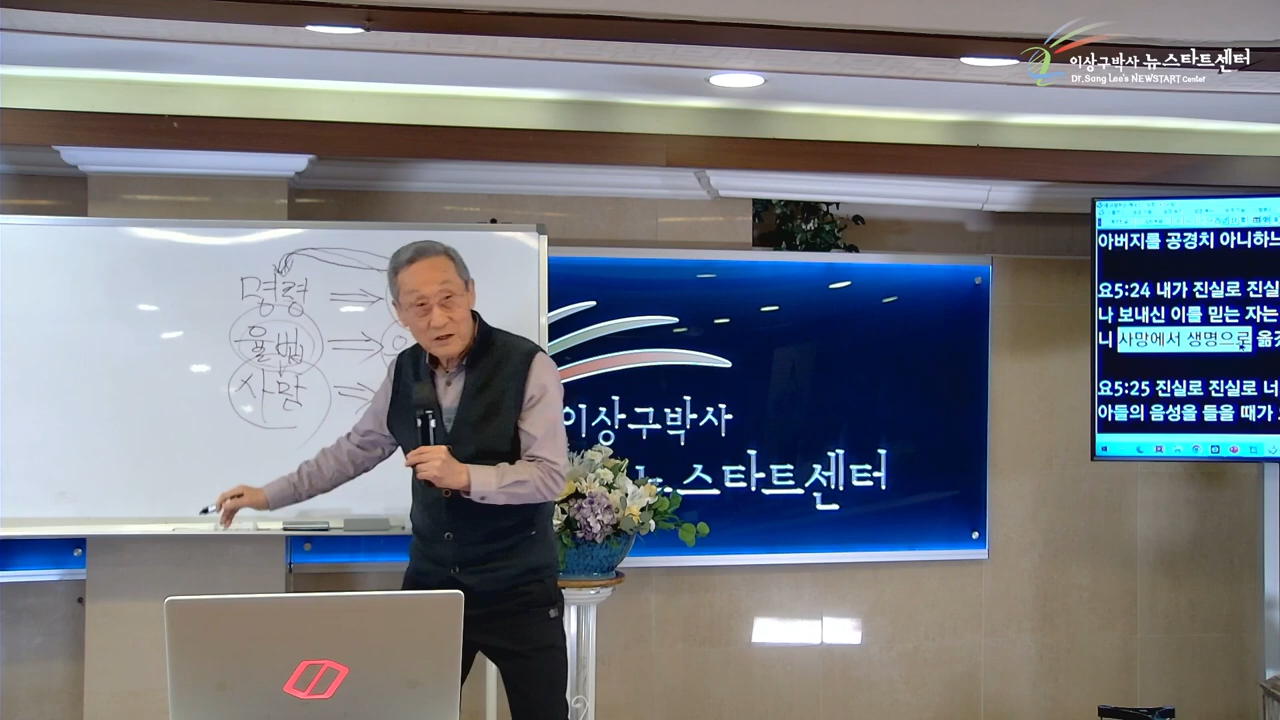 이상구박사 뉴스타트센터
Dr.Sang Lee's NEWSTART Center
명령
율법
사망
이상구박사
뉴스타트센터
아버지를 공경치 아니하느
요5:24 내가 진실로 진실
나 보내신 이를 믿는 자는
니 사망에서 생명으로 옮겼
요5:25 진실로 진실로 너
아들의 음성을 들을 때가